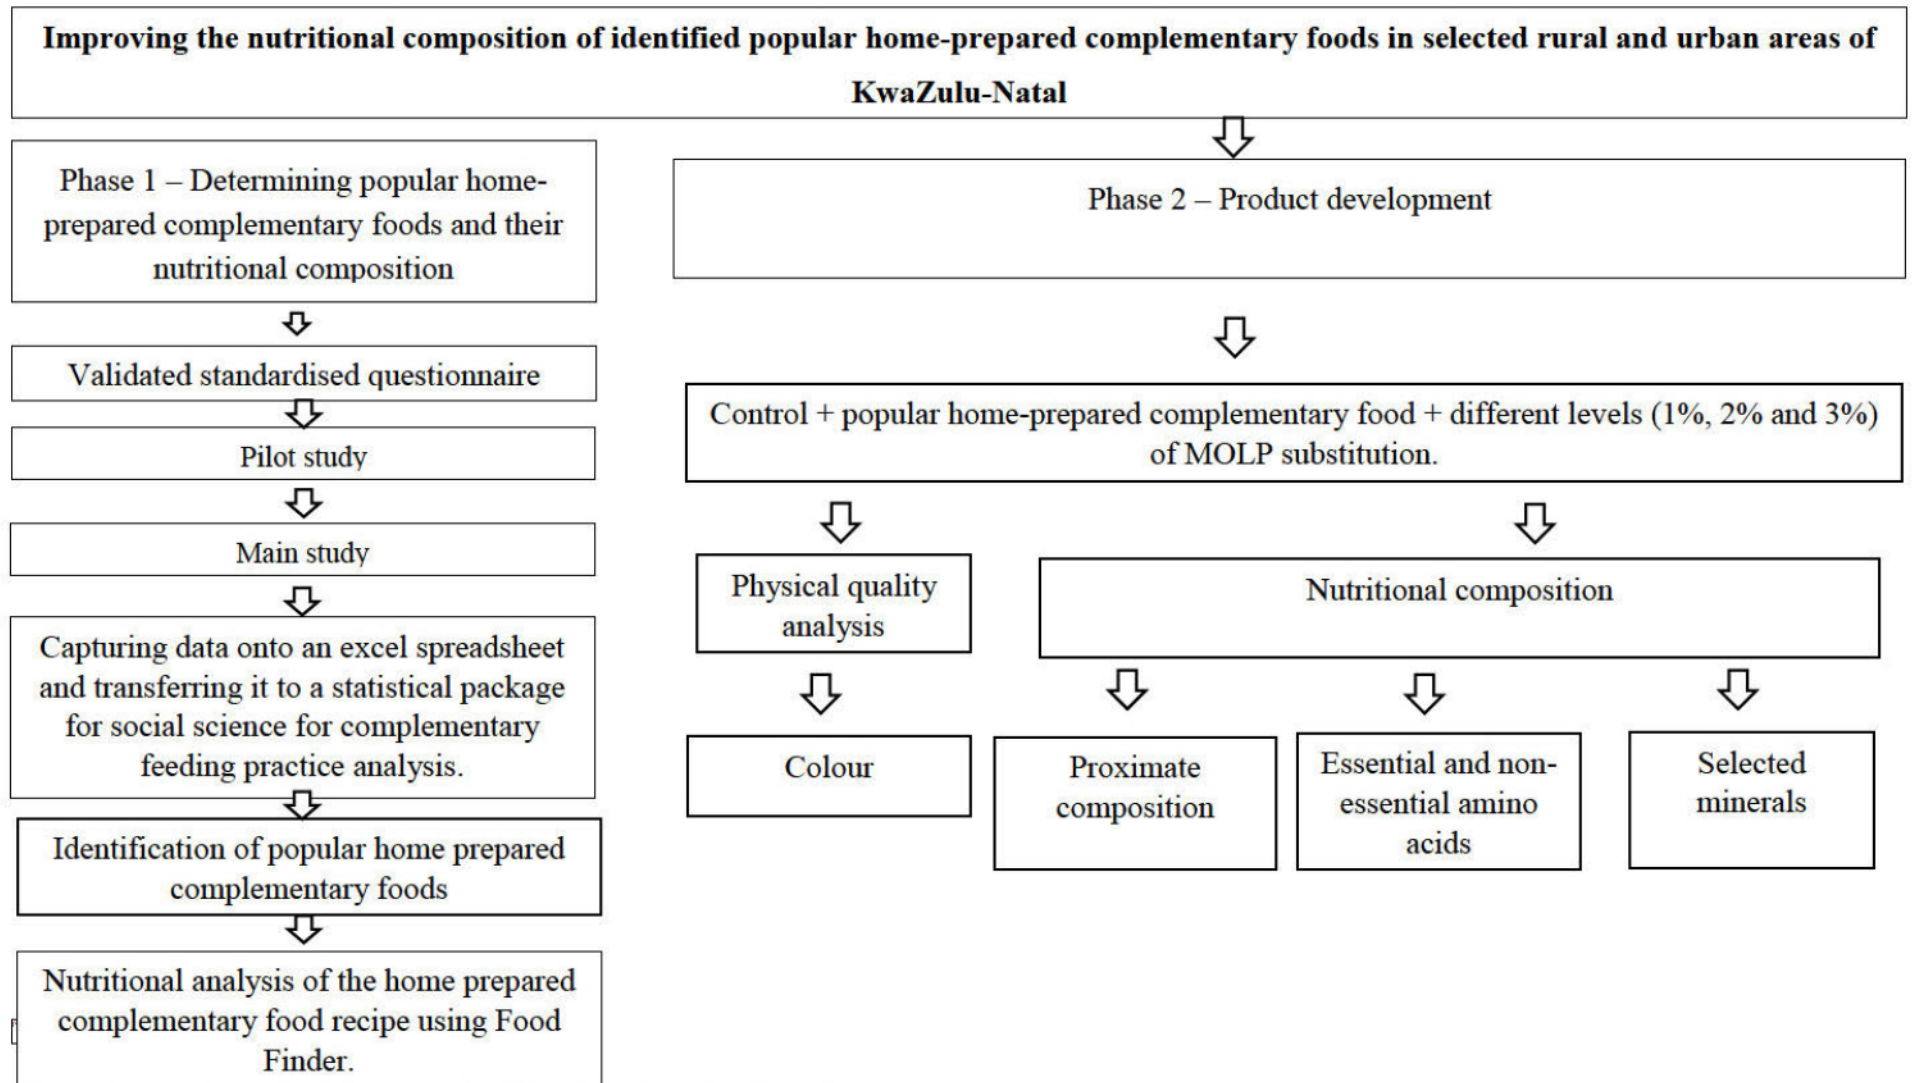 Improving the nutritional composition of identified popular home-prepared complementary foods in selected rural and urban areas of
KwaZulu-Natal
Phase 1 – Determining popular home-
prepared complementary foods and their
nutritional composition
Validated standardised questionnaire
Pilot study
Main study
Capturing data onto an excel spreadsheet
and transferring it to a statistical package
for social science for complementary
feeding practice analysis.
Identification of popular home prepared
complementary foods
Nutritional analysis of the home prepared
complementary food recipe using Food
Finder.
Phase 2 – Product development
Control + popular home-prepared complementary food + different levels (1%, 2% and 3%)
of MOLP substitution.
Physical quality
analysis
Nutritional composition
Colour
Proximate
composition
Essential and non-
essential amino
acids
Selected
minerals